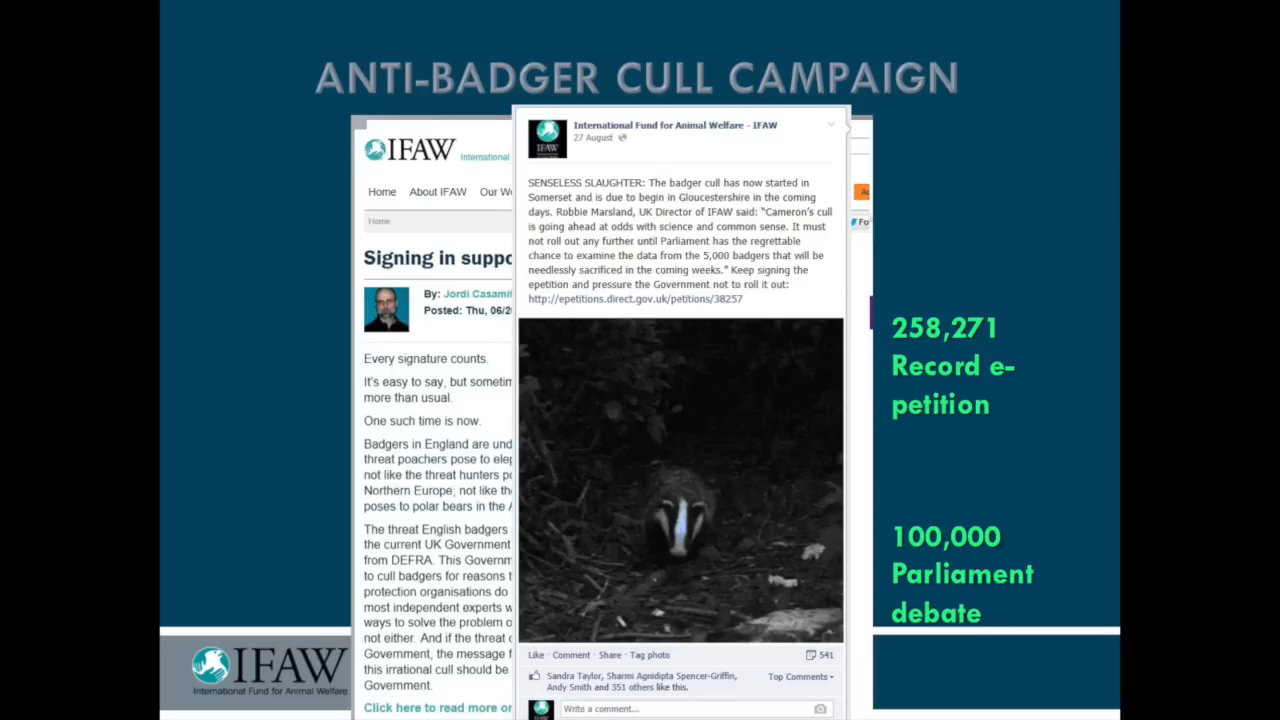 ANTI-BADGER CULL CAMPAIGN
IFAW International
Home About IFAW Our
Home
Signing in
By: Jordi
Posted: Thu,
Every signature counts.
It's easy to say, but
more than usual.
One such time is now.
Badgers in England are
threat poachers pose to
not like the threat hunters
Northern Europe; not like
poses to polar bears in the
The threat English badgers
the current UK Government
from DEFRA. This
to cull badgers for reasons
protection organisations do
most independent experts
ways to solve the problem
not either. And if the threat
Government, the message
this irrational cull should be
Government.
Click here to read more
International Fund for Animal Welfare - IFAW
27 August
IFAW
SENSELESS SLAUGHTER: The badger cull has now started in
Somerset and is due to begin in Gloucestershire in the coming
days. Robbie Marsland, UK Director of IFAW said: "Cameron's cull
is going ahead at odds with science and common sense. It must
not roll out any further until Parliament has the regrettable
chance to examine the data from the 5,000 badgers that will be
needlessly sacrificed in the coming weeks." Keep signing the
epetition and pressure the Government not to roll it out:
http://epetitions.direct.gov.uk/petitions/38257
Like · Comment · Share · Tag photo 541
Sandra Taylor, Sharmi Agnidipta Spencer-Griffin,
Andy Smith and 351 others like this.
Top Comments
Write a comment...
258,271
Record e-
petition
100,000
Parliament
debate
IFAW
International Fund for Animal Welfare